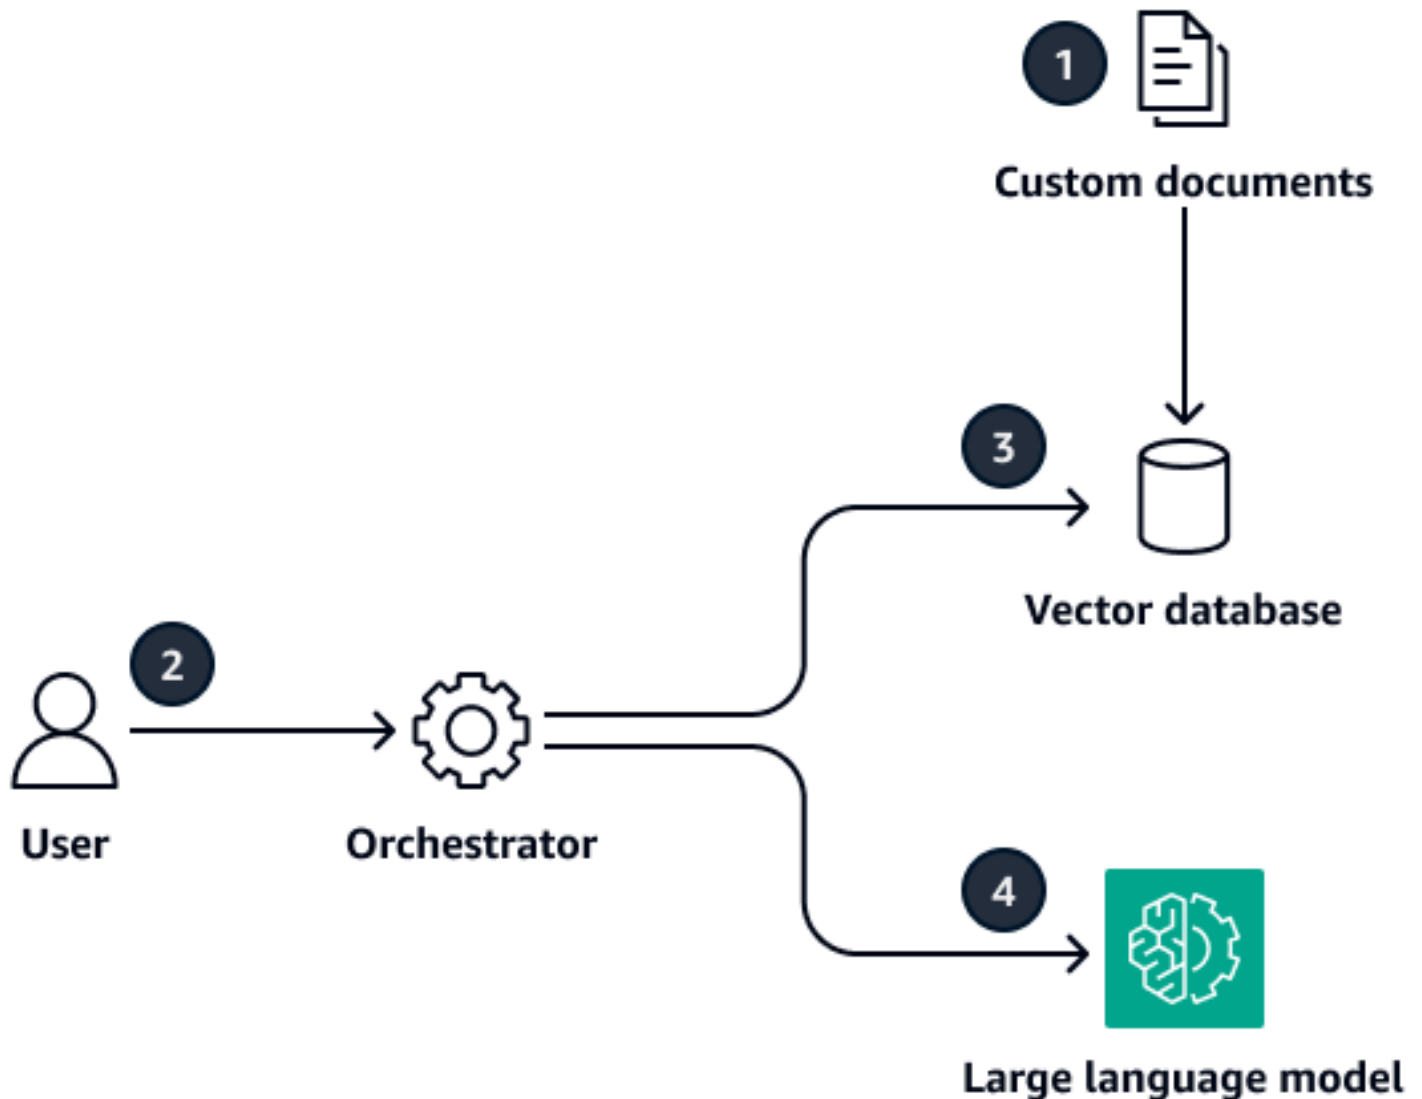 1
Custom documents
3
Vector database
2
User
Orchestrator
4
Large language model